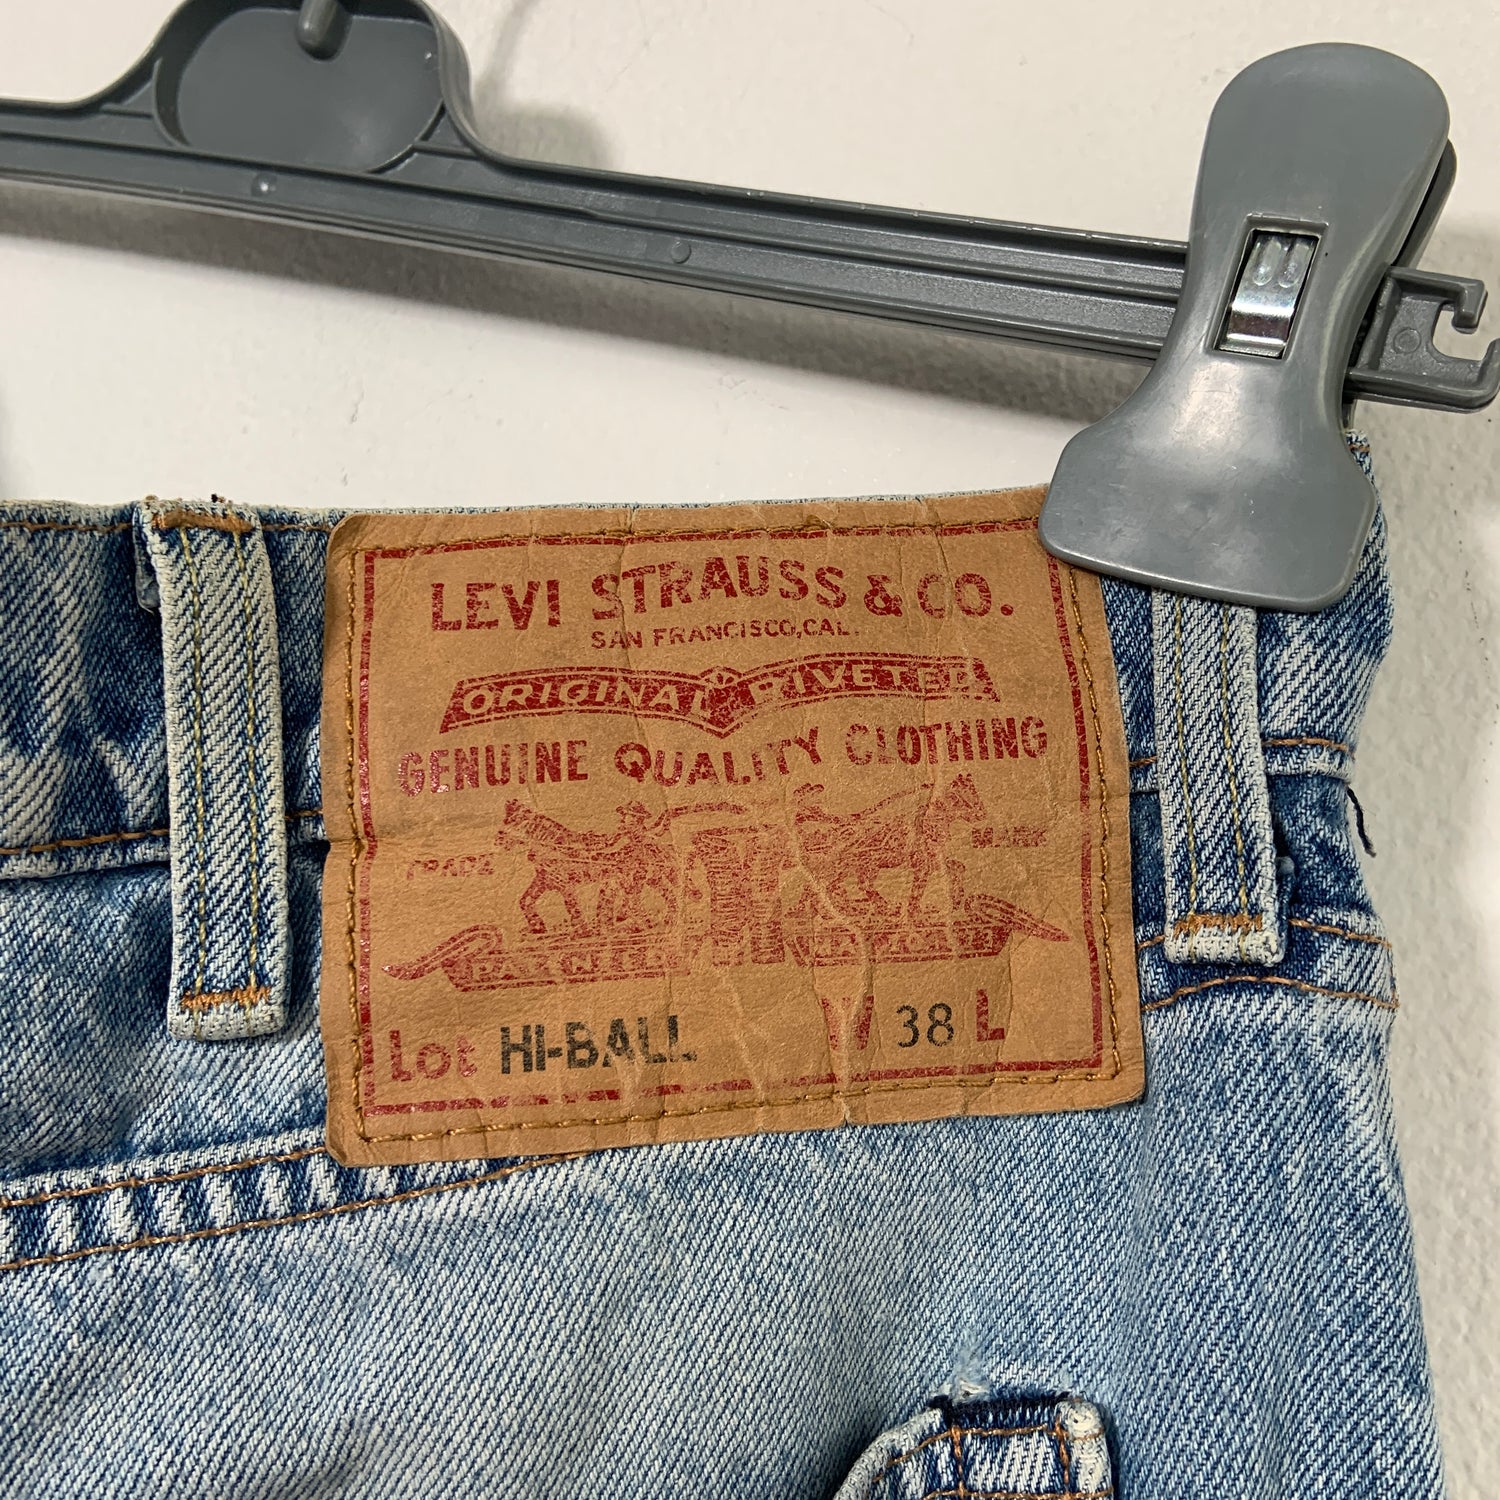 LEVI STRAUSS & CO.
SAN FRANCISCO, CAL.
ORIGINAL RIVETED
GENUINE QUALITY CLOTHING
TRADE MARK
Lot HI-BALL W 38 L